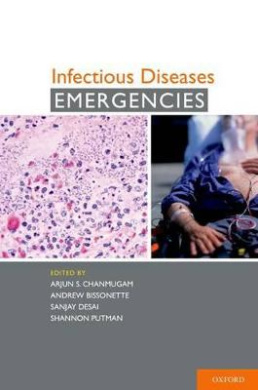 Infectious Diseases
EMERGENCIES
EDITED BY
ARJUN S. CHANMUGAM
ANDREW BISSONETTE
SANJAY DESAI
SHANNON PUTMAN
OXFORD